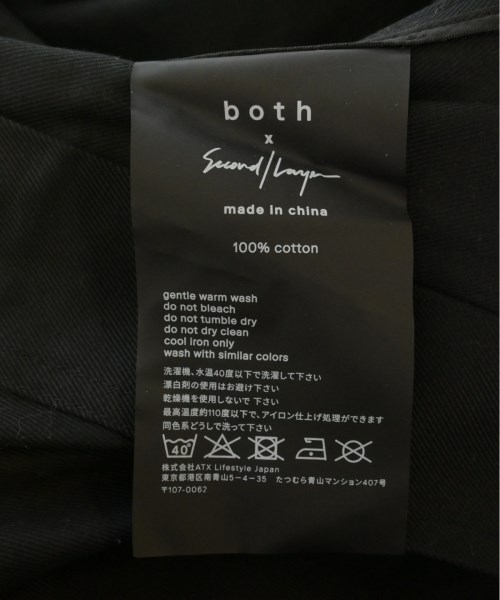 both
x
Second/Layer
made in china
100% cotton
gentle warm wash
do not bleach
do not tumble dry
do not dry clean
cool iron only
wash with similar colors
洗濯機、水温40度以下で洗濯して下さい
漂白剤の使用はお避け下さい
乾燥機を使用しないで 下さい
最高温度約110度以下で、アイロン仕上げ処理ができます
同色系どうしで洗って下さい
40°
株式会社ATX Lifestyle Japan
東京都港区南青山5-4-35　たつむら青山マンション407号
〒107-0062